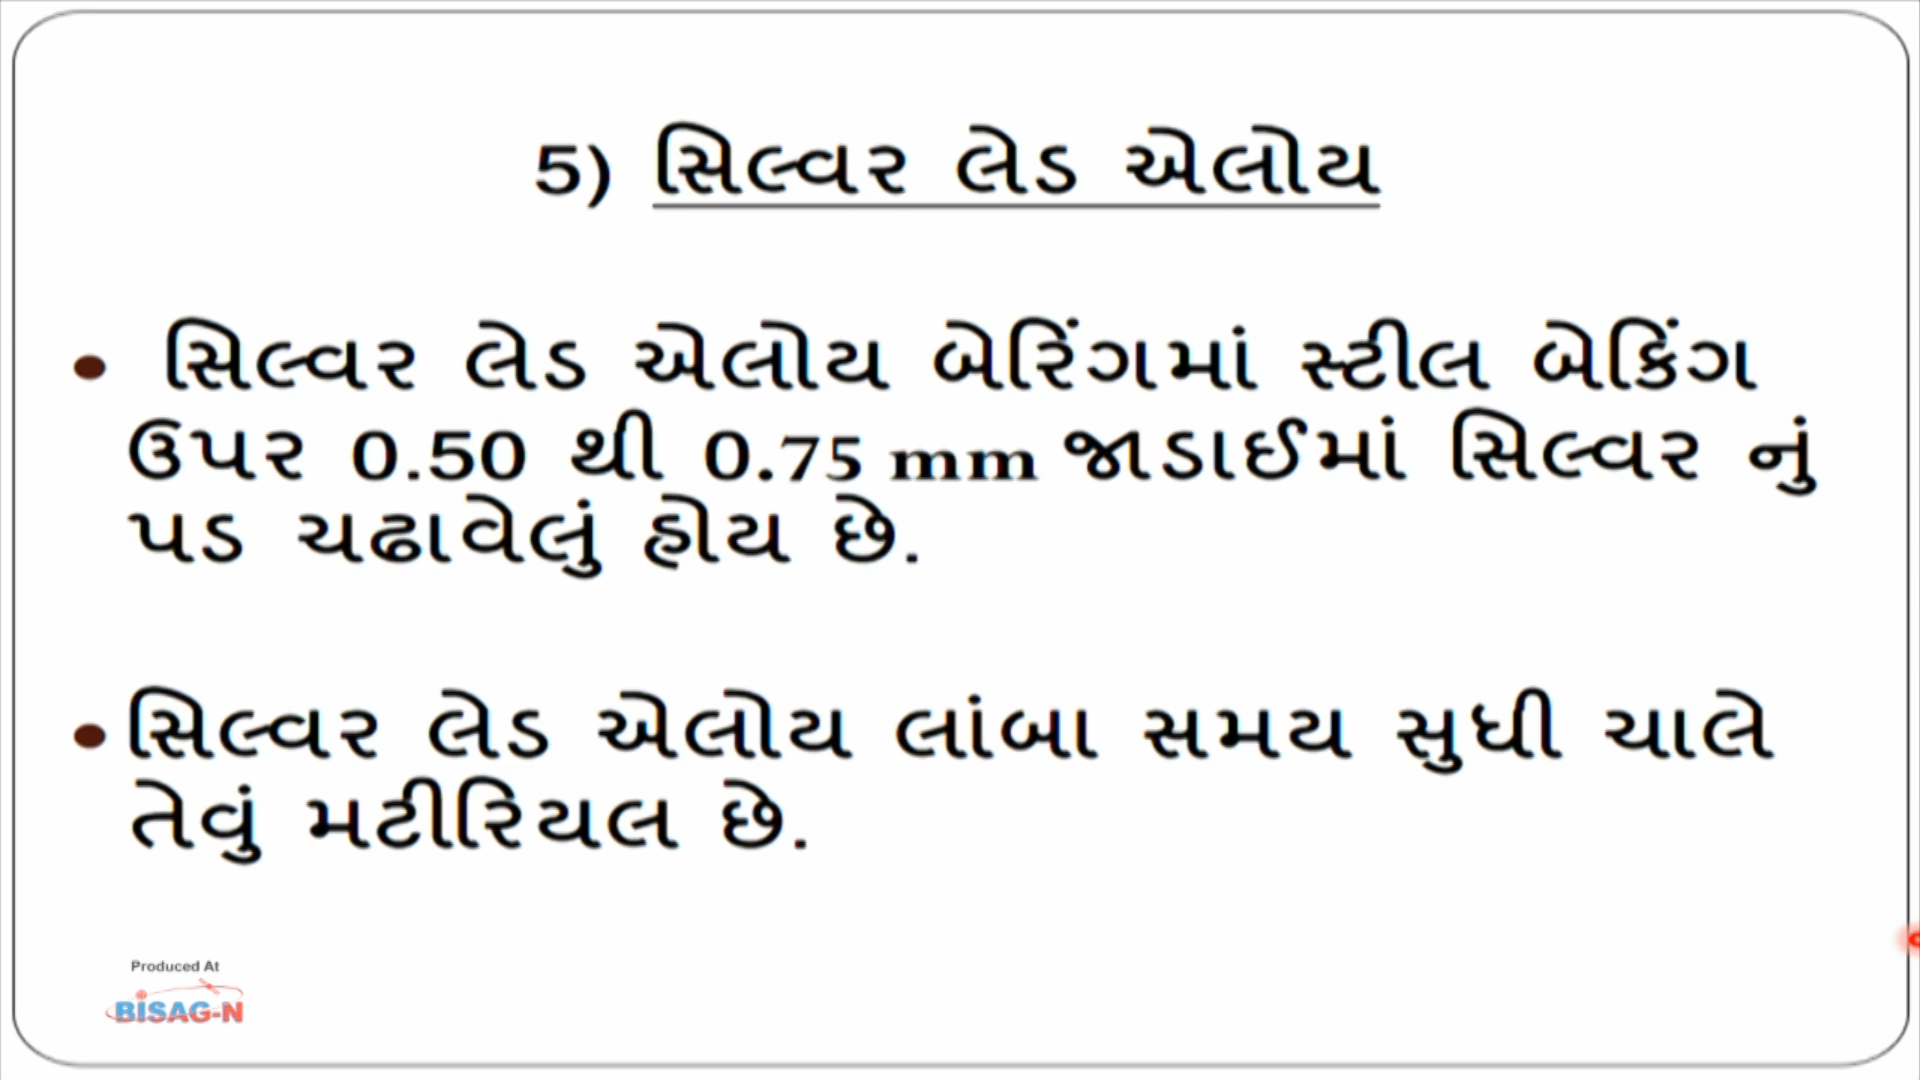 5) સિલ્વર લેડ એલોય
• સિલ્વર લેડ એલોય બેરિંગમાં સ્ટીલ બેકિંગ
ઉપર 0.50 થી 0.75 mm જાડાઈમાં સિલ્વર નું
પડ ચઢાવેલું હોય છે.
• સિલ્વર લેડ એલોય લાંબા સમય સુધી ચાલે
તેવું મટીરિયલ છે.
Produced At
BISAG-N